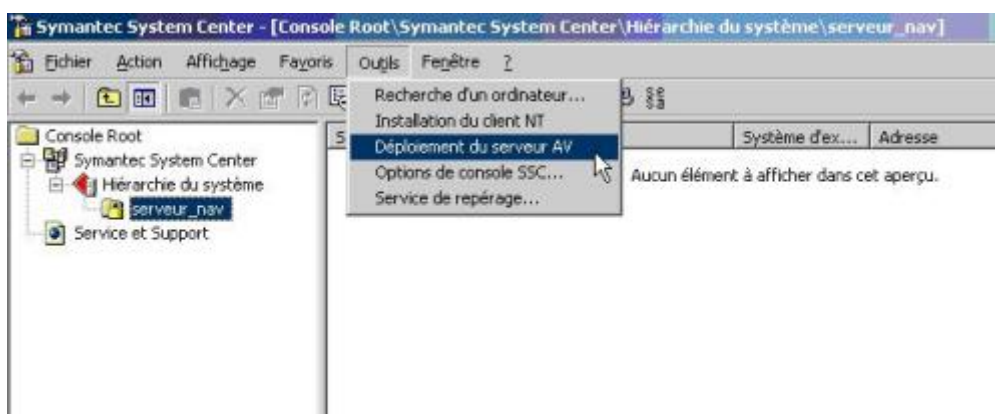 Symantec System Center - [Console Root\Symantec System Center\Hiérarchie du système\serveur_nav]
Fichier Action Affichage Favoris Outils Fenêtre ?
Recherche d'un ordinateur...
Installation du client NT
Déploiement du serveur AV
Options de console SSC...
Service de repérage...
Console Root
Symantec System Center
Hiérarchie du système
serveur_nav
Service et Support
S
Système d'ex... Adresse
Aucun élément à afficher dans cet aperçu.